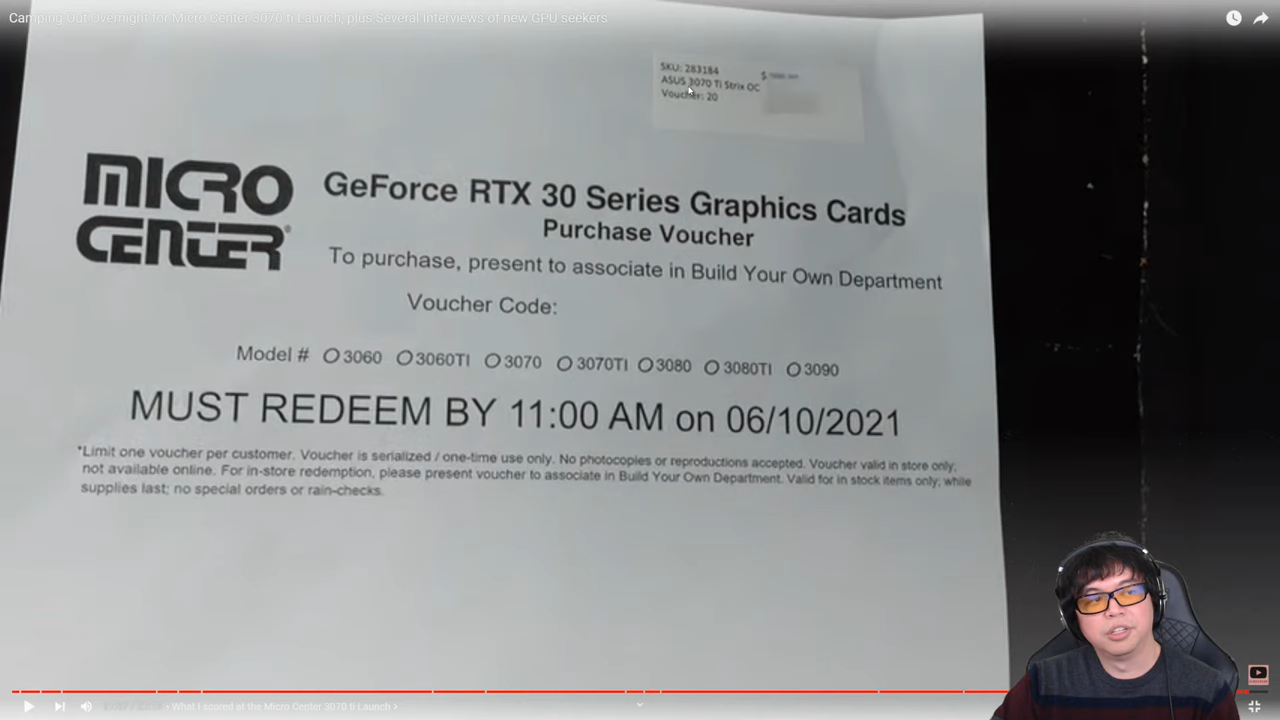 Camping Out Overnight for Micro Center 3070 ti Launch, plus Several Interviews of new GPU seekers
SKU: 283184
ASUS 3070 Ti Strix OC
Voucher: 20
$
MICRO
CENTER
GeForce RTX 30 Series Graphics Cards
Purchase Voucher
To purchase, present to associate in Build Your Own Department
Voucher Code:
Model # 3060 3060TI 3070 3070TI 3080 3080TI 3090
MUST REDEEM BY 11:00 AM on 06/10/2021
*Limit one voucher per customer. Voucher is serialized / one-time use only. No photocopies or reproductions accepted. Voucher valid in store only;
not available online. For in-store redemption, please present voucher to associate in Build Your Own Department. Valid for in stock items only; while
supplies last; no special orders or rain-checks.
• What I scored at the Micro Center 3070 ti Launch >